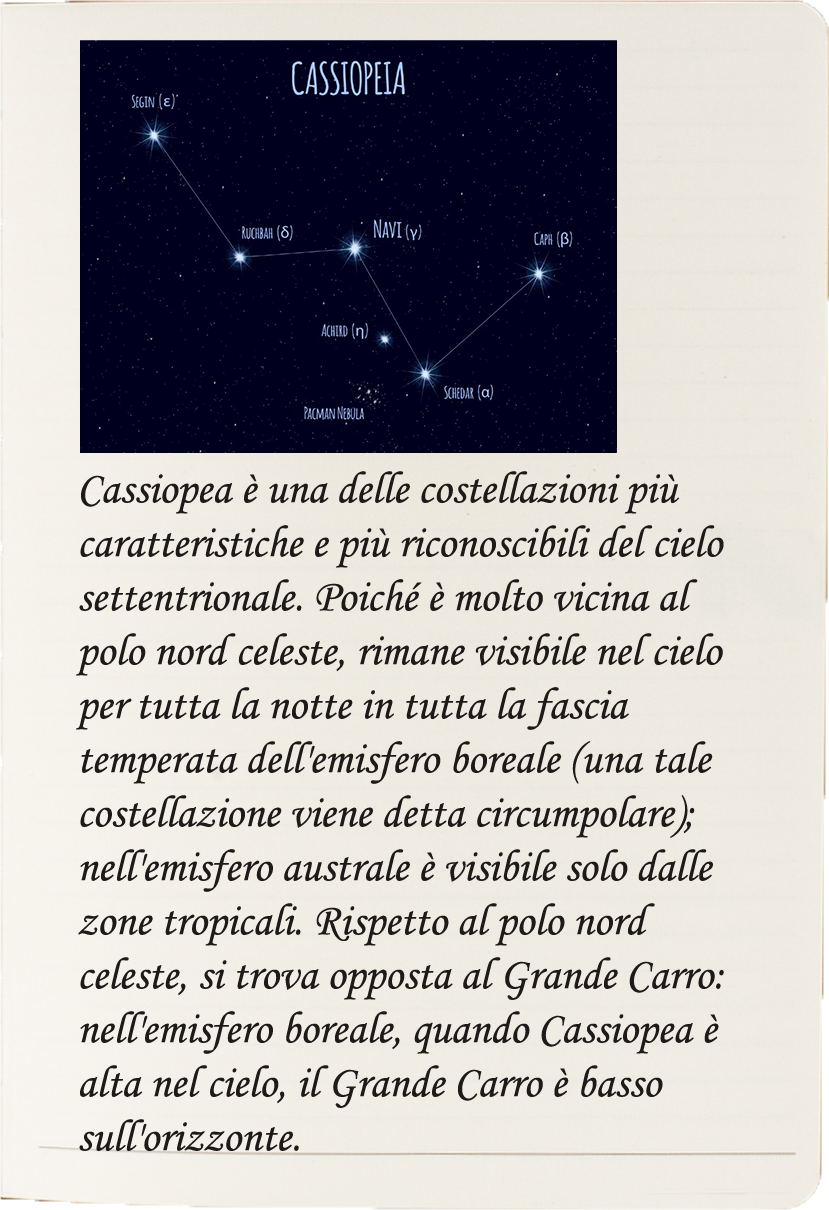 CASSIOPEIA
SEGIN (ε)
RUCHBAH (δ)
NAVI (γ)
CAPH (β)
ACHIRD (η)
SCHEDAR (α)
PACMAN NEBULA
Cassiopea è una delle costellazioni più
caratteristiche e più riconoscibili del cielo
settentrionale. Poiché è molto vicina al
polo nord celeste, rimane visibile nel cielo
per tutta la notte in tutta la fascia
temperata dell'emisfero boreale (una tale
costellazione viene detta circumpolare);
nell'emisfero australe è visibile solo dalle
zone tropicali. Rispetto al polo nord
celeste, si trova opposta al Grande Carro:
nell'emisfero boreale, quando Cassiopea è
alta nel cielo, il Grande Carro è basso
sull'orizzonte.